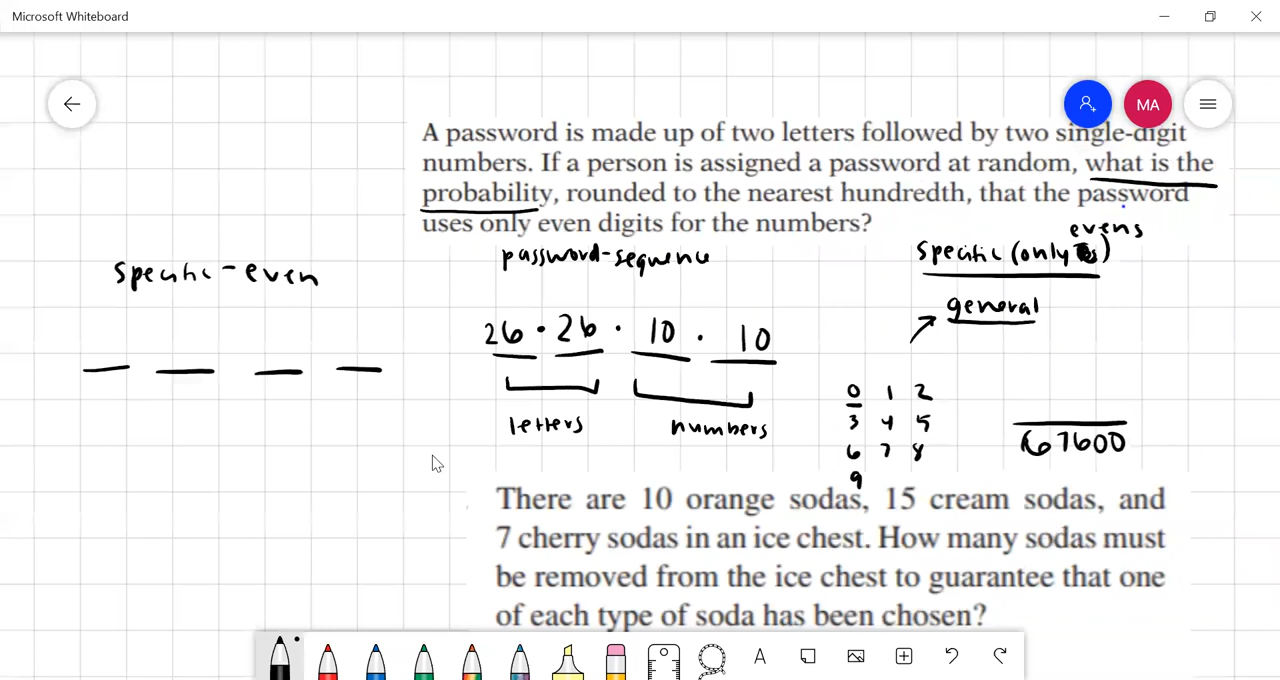 Microsoft Whiteboard
MA
A password is made up of two letters followed by two single-digit
numbers. If a person is assigned a password at random, what is the
probability, rounded to the nearest hundredth, that the password
uses only even digits for the numbers?
evens
password-sequence
specific (only )
specific - even
general
26 · 26 · 10 · 10
letters
numbers
0 1 2
3 4 5
6 7 8
9
67600
There are 10 orange sodas, 15 cream sodas, and
7 cherry sodas in an ice chest. How many sodas must
be removed from the ice chest to guarantee that one
of each type of soda has been chosen?
A